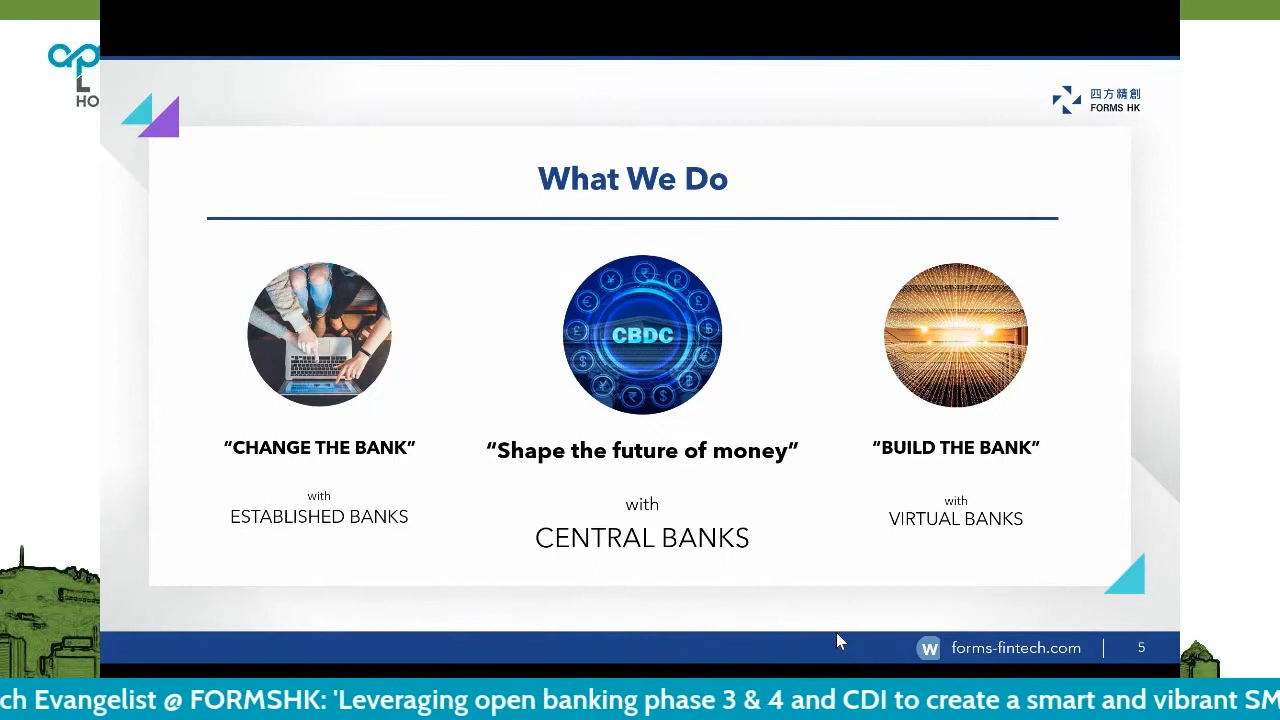 ap
L
HO
四方精創
FORMS HK
What We Do
CBDC
“CHANGE THE BANK”
“Shape the future of money”
“BUILD THE BANK”
with
ESTABLISHED BANKS
with
CENTRAL BANKS
with
VIRTUAL BANKS
W forms-fintech.com
5
ch Evangelist @ FORMSHK: 'Leveraging open banking phase 3 & 4 and CDI to create a smart and vibrant SM